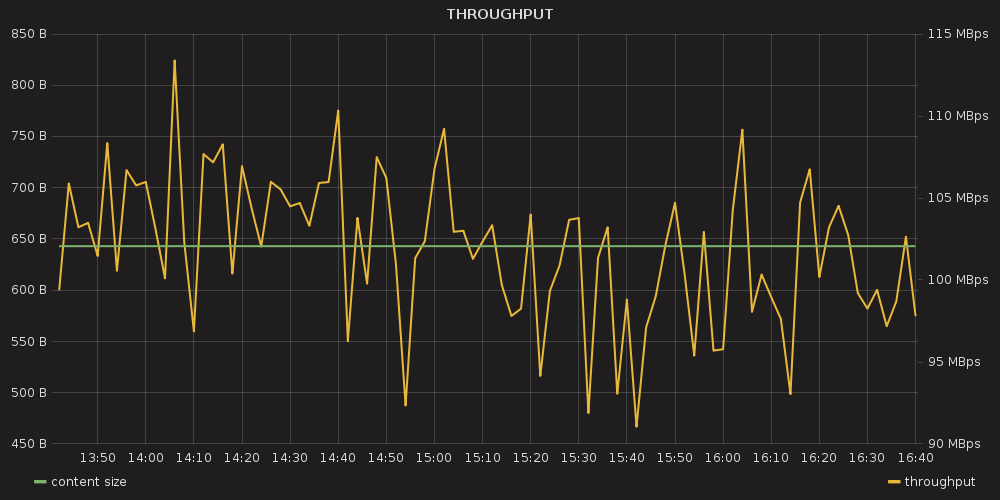 THROUGHPUT
850 B
800 B
750 B
700 B
650 B
600 B
550 B
500 B
450 B
115 MBps
110 MBps
105 MBps
100 MBps
95 MBps
90 MBps
13:50 14:00 14:10 14:20 14:30 14:40 14:50 15:00 15:10 15:20 15:30 15:40 15:50 16:00 16:10 16:20 16:30 16:40
content size
throughput